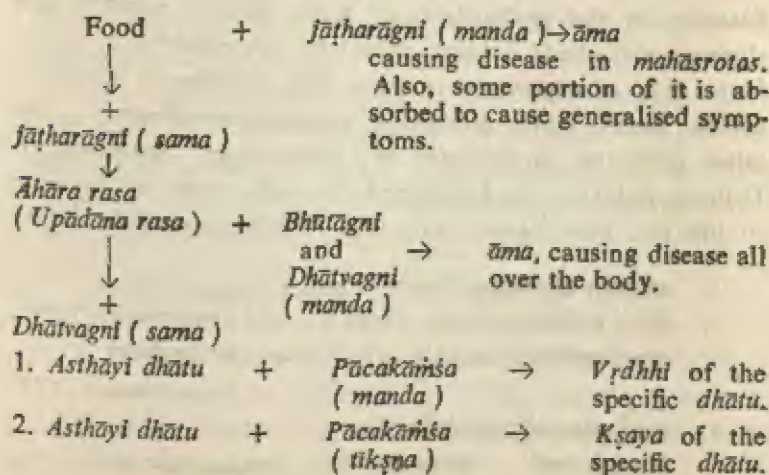 Food + jāṭharāgni ( manda )→āma
causing disease in mahāsrotas.
↓ Also, some portion of it is ab-
+ sorbed to cause generalised symp-
jāṭharāgni ( sama ) toms.
↓
Āhāra rasa
( Upādāna rasa ) + Bhūtāgni
and → āma, causing disease all
↓ Dhātvagni over the body.
+ ( manda )
Dhātvagni ( sama )
1. Asthāyi dhātu + Pācakāṁśa → Vṛdhhi of the
( manda ) specific dhātu.
2. Asthāyi dhātu + Pācakāṁśa → Kṣaya of the
( tīkṣṇa ) specific dhātu.